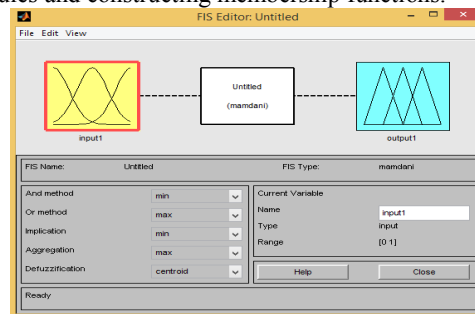 ules and constructing membership functions.
FIS Editor: Untitled
File Edit View
Untitled
(mamdani)
input1
output1
FIS Name: Untitled FIS Type: mamdani
And method min
Or method max
Implication min
Aggregation max
Defuzzification centroid
Current Variable
Name input1
Type input
Range [0 1]
Help Close
Ready